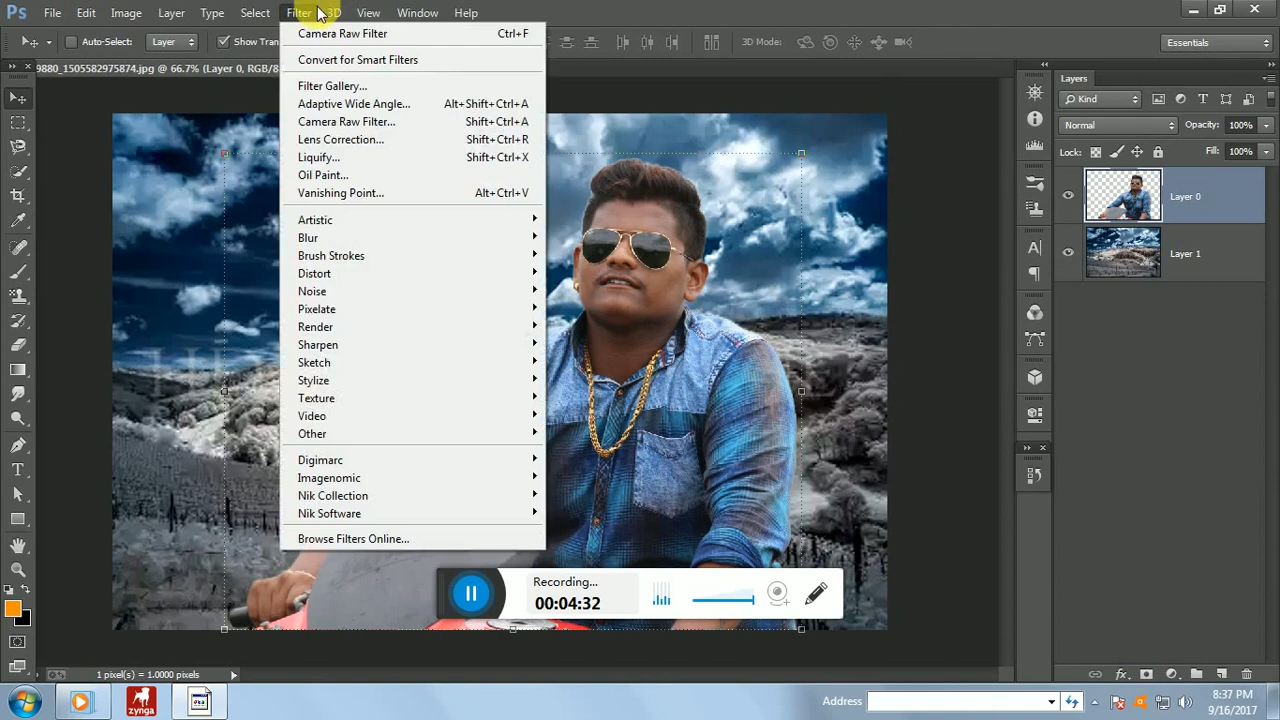 Ps File Edit Image Layer Type Select Filter 3D View Window Help
Auto-Select: Layer Show Tran 3D Mode: Essentials
9880_1505582975874.jpg @ 66.7% (Layer 0, RGB/8
Camera Raw Filter Ctrl+F
Convert for Smart Filters
Filter Gallery...
Adaptive Wide Angle... Alt+Shift+Ctrl+A
Camera Raw Filter... Shift+Ctrl+A
Lens Correction... Shift+Ctrl+R
Liquify... Shift+Ctrl+X
Oil Paint...
Vanishing Point... Alt+Ctrl+V
Artistic
Blur
Brush Strokes
Distort
Noise
Pixelate
Render
Sharpen
Sketch
Stylize
Texture
Video
Other
Digimarc
Imagenomic
Nik Collection
Nik Software
Browse Filters Online...
Layers
Kind
Normal Opacity: 100%
Lock: Fill:
Layer 0
Layer 1
Recording...
00:04:32
1 pixel(s) = 1.0000 pixels
zynga
Address
8:37 PM
9/16/2017